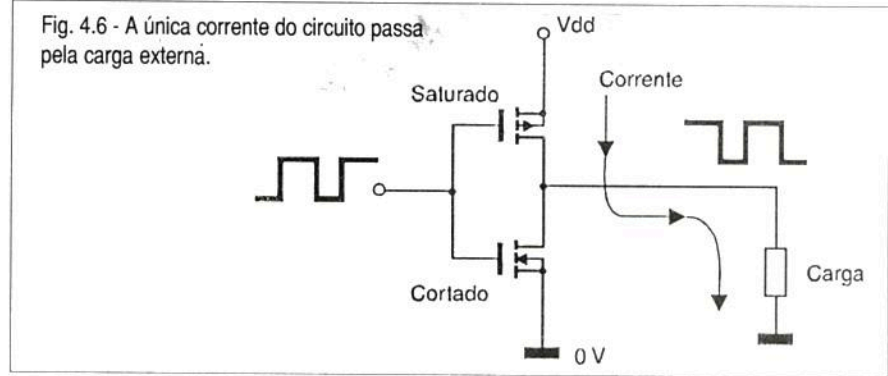 Fig. 4.6 - A única corrente do circuito passa
pela carga externa.
Vdd
Saturado
Corrente
Cortado
Carga
0 V